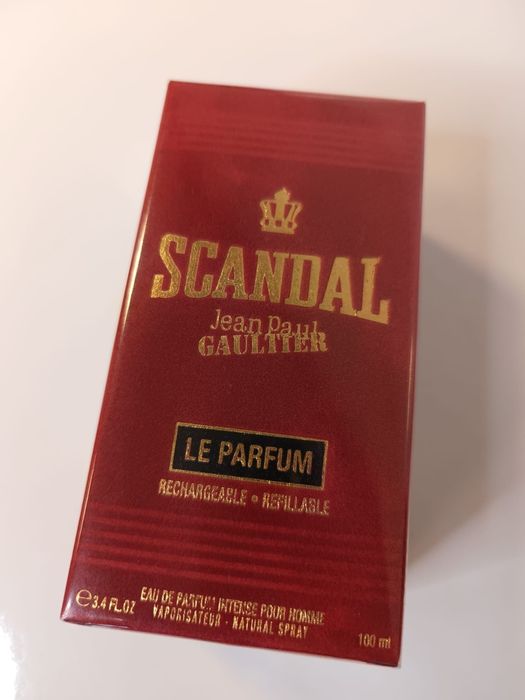 SCANDAL
Jean Paul
GAULTIER
LE PARFUM
RECHARGEABLE • REFILLABLE
EAU DE PARFUM INTENSE POUR HOMME
℮ 3.4 FL.OZ VAPORISATEUR - NATURAL SPRAY 100 ml